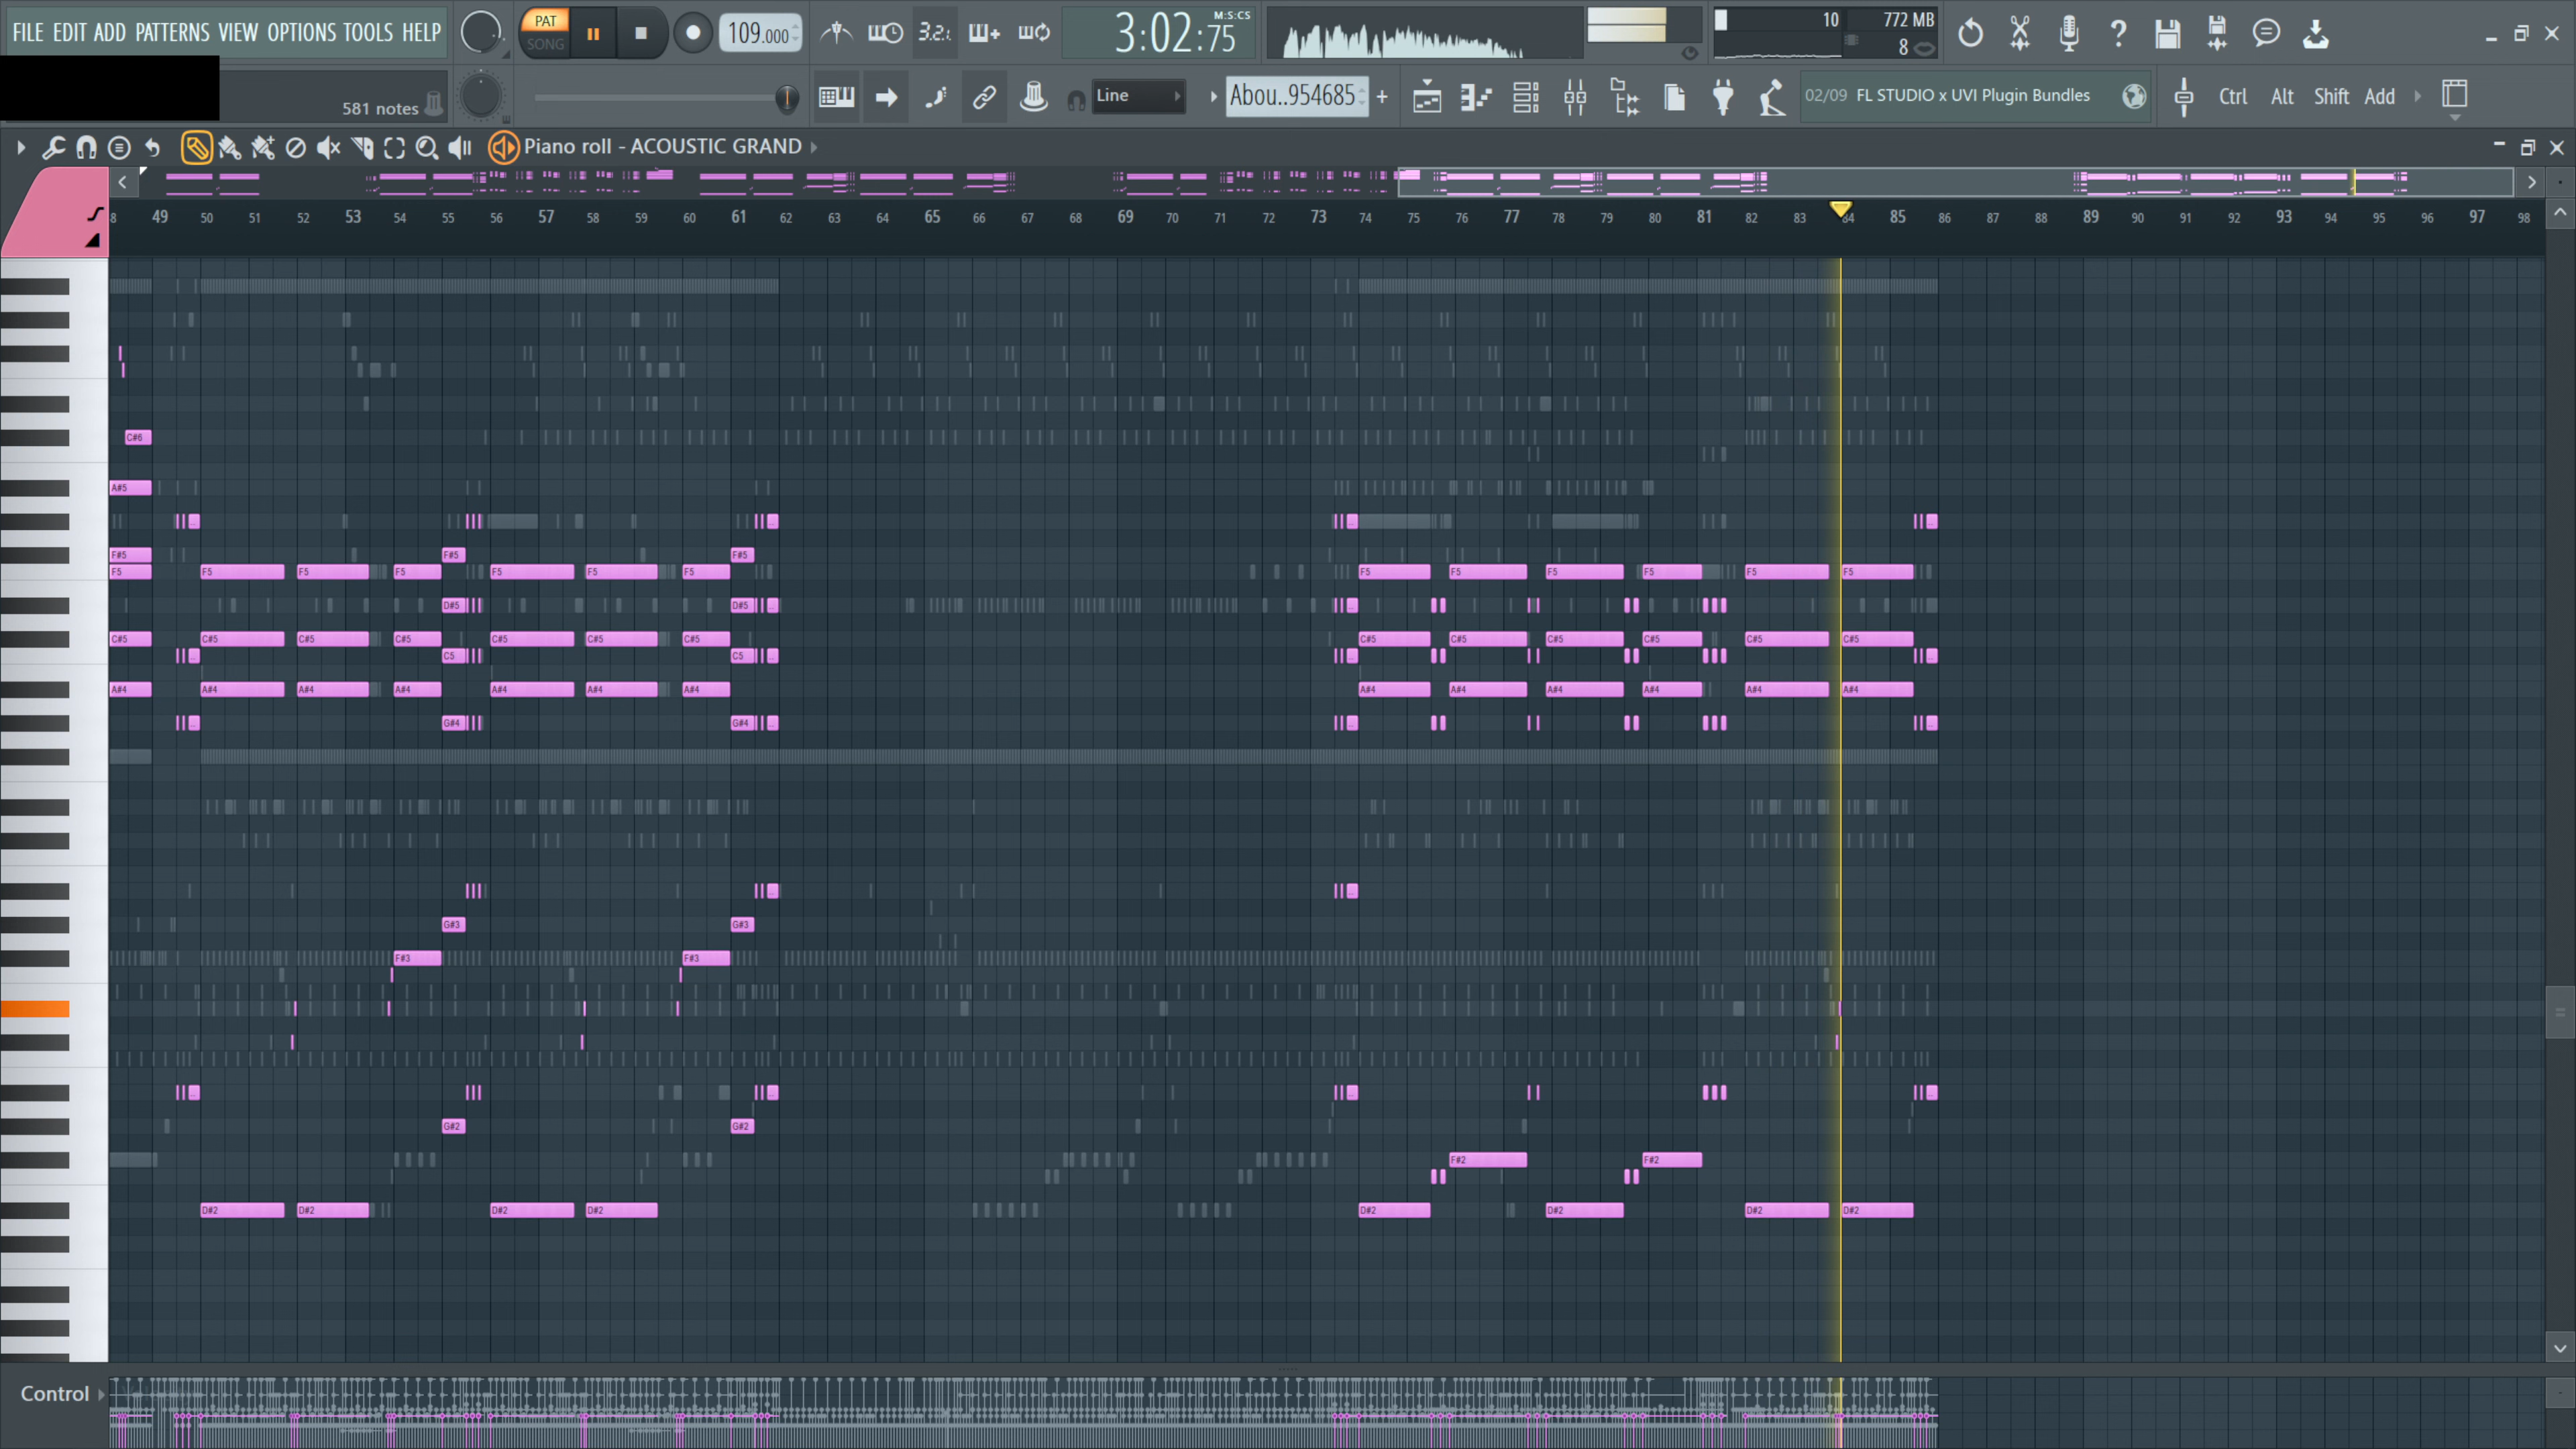 FILE EDIT ADD PATTERNS VIEW OPTIONS TOOLS HELP
PAT
SONG
109.000
3.2.
3:02:75
M:S:CS
10
772 MB
8
581 notes
Line
Abou..954685
+
02/09 FL STUDIO x UVI Plugin Bundles
Ctrl Alt Shift Add
Piano roll - ACOUSTIC GRAND
8 49 50 51 52 53 54 55 56 57 58 59 60 61 62 63 64 65 66 67 68 69 70 71 72 73 74 75 76 77 78 79 80 81 82 83 84 85 86 87 88 89 90 91 92 93 94 95 96 97 98
C#6
A#5
F#5 F#5 F#5
F5 F5 F5 F5 F5 F5 F5 F5 F5 F5 F5 F5 F5
D#5 D#5
C#5 C#5 C#5 C#5 C#5 C#5 C#5 C#5 C#5 C#5 C#5 C#5 C#5
C5 C5
A#4 A#4 A#4 A#4 A#4 A#4 A#4 A#4 A#4 A#4 A#4 A#4 A#4
G#4 G#4
G#3 G#3
F#3 F#3
G#2 G#2
F#2 F#2
D#2 D#2 D#2 D#2 D#2 D#2 D#2 D#2
Control